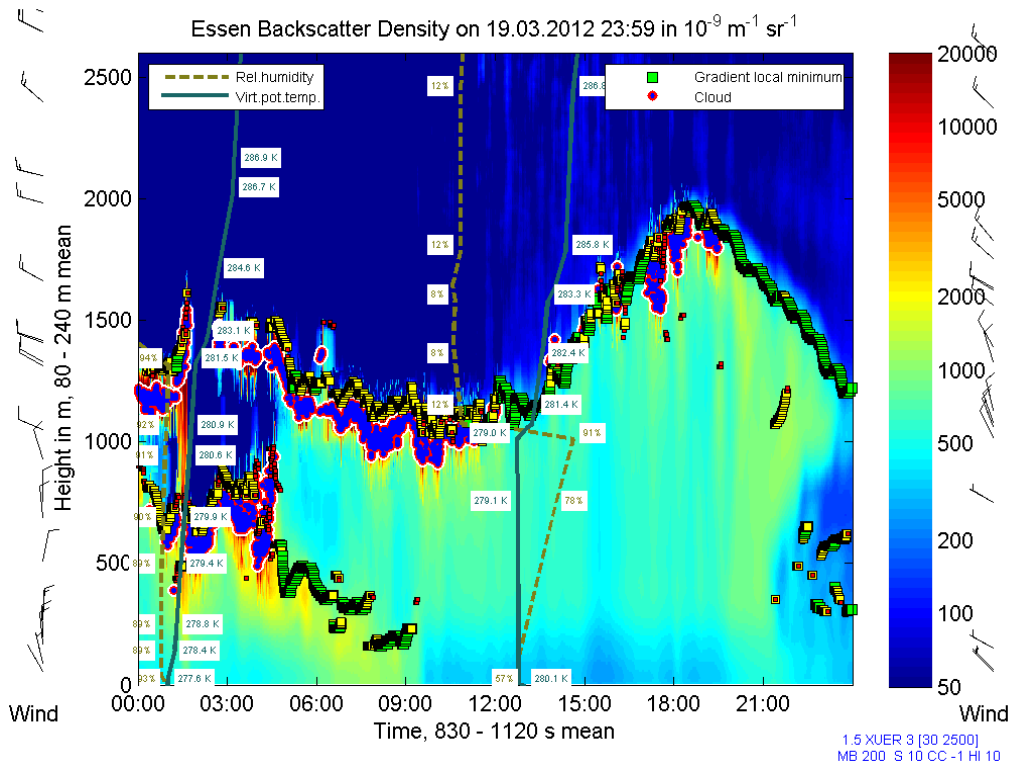 Essen Backscatter Density on 19.03.2012 23:59 in 10⁻⁹ m⁻¹ sr⁻¹
Rel.humidity
Virt.pot.temp.
Gradient local minimum
Cloud
Height in m, 80 - 240 m mean
2500
2000
1500
1000
500
0
20000
10000
5000
2000
1000
500
200
100
50
286.9 K
286.7 K
284.6 K
283.1 K
281.5 K
280.9 K
280.6 K
279.9 K
279.4 K
278.8 K
278.4 K
277.6 K
94%
92%
91%
90%
89%
89%
89%
93%
12%
12%
8%
8%
12%
91%
78%
57%
286.8
285.8 K
283.3 K
282.4 K
281.4 K
279.0 K
279.1 K
280.1 K
00:00 03:00 06:00 09:00 12:00 15:00 18:00 21:00
Time, 830 - 1120 s mean
Wind
Wind
1.5 XUER 3 [30 2500]
MB 200 S 10 CC -1 HI 10